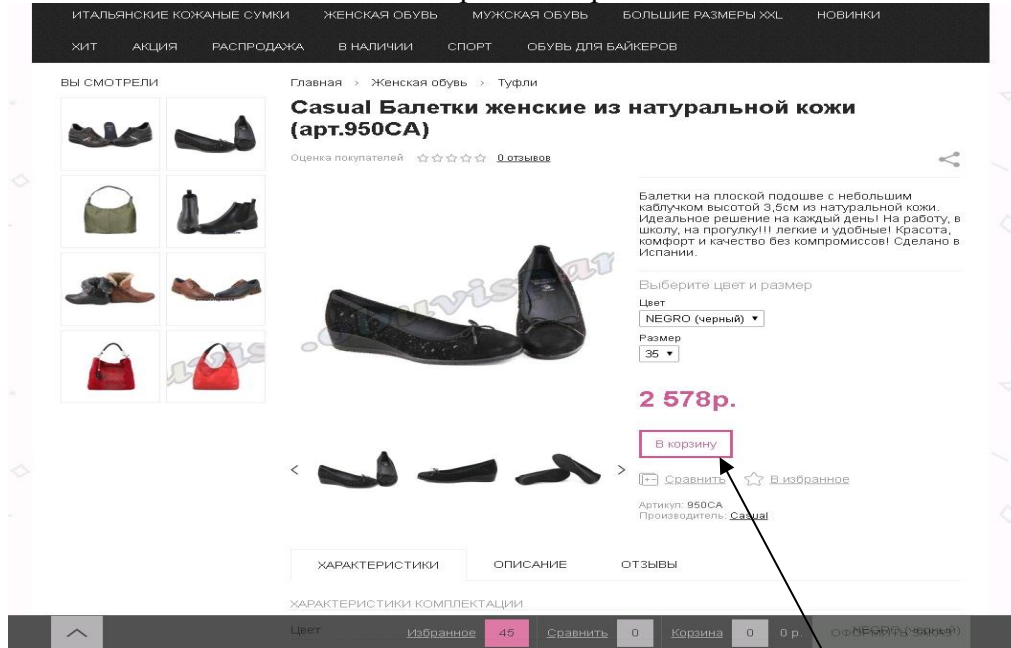 ИТАЛЬЯНСКИЕ КОЖАНЫЕ СУМКИ ЖЕНСКАЯ ОБУВЬ МУЖСКАЯ ОБУВЬ БОЛЬШИЕ РАЗМЕРЫ XXL НОВИНКИ
ХИТ АКЦИЯ РАСПРОДАЖА В НАЛИЧИИ СПОРТ ОБУВЬ ДЛЯ БАЙКЕРОВ
ВЫ СМОТРЕЛИ
Главная > Женская обувь > Туфли
Casual Балетки женские из натуральной кожи
(арт.950CA)
Оценка покупателей 0 отзывов
Балетки на плоской подошве с небольшим
каблучком высотой 3,5см из натуральной кожи.
Идеальное решение на каждый день! На работу, в
школу, на прогулку!!! легкие и удобные! Красота,
комфорт и качество без компромиссов! Сделано в
Испании.
Выберите цвет и размер
Цвет
NEGRO (черный)
Размер
35
2 578р.
В корзину
Сравнить В избранное
Артикул: 950CA
Производитель: Casual
ХАРАКТЕРИСТИКИ ОПИСАНИЕ ОТЗЫВЫ
ХАРАКТЕРИСТИКИ КОМПЛЕКТАЦИИ
Цвет NEGRO (черный)
Избранное 45 Сравнить 0 Корзина 0 0 р. ОФОРМИТЬ ЗАКАЗ